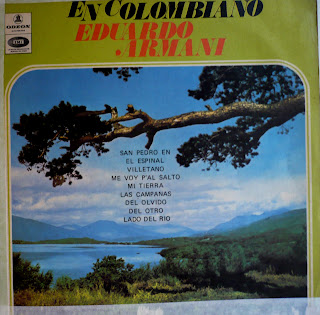 EN COLOMBIANO
EDUARDO
ARMANI
ODEON
EMI
SAN PEDRO EN
EL ESPINAL
VILLETANO
ME VOY P'AL SALTO
MI TIERRA
LAS CAMPANAS
DEL OLVIDO
DEL OTRO
LADO DEL RIO